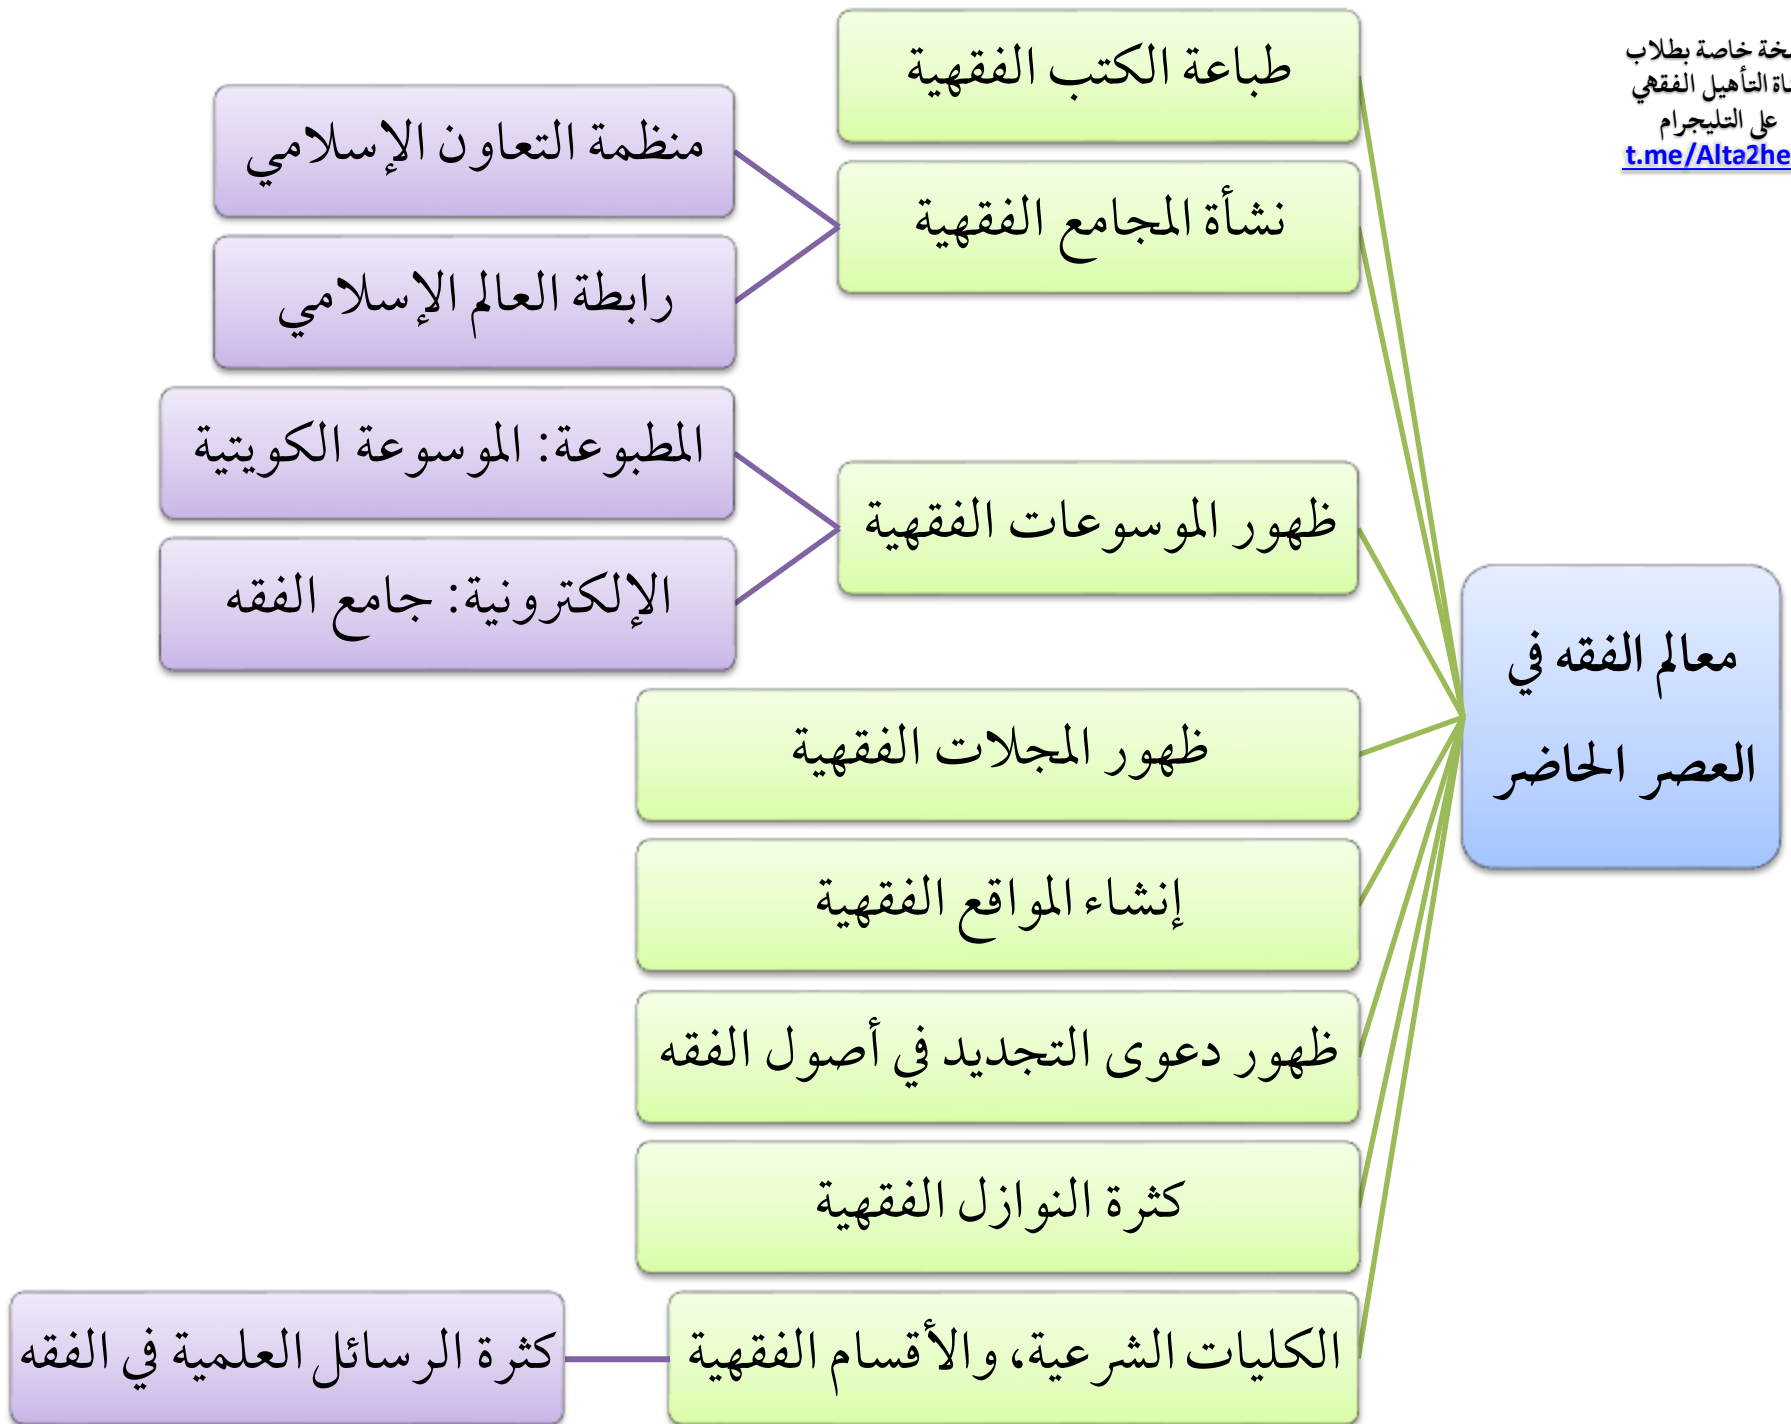 خاصة بطلاب
التأهيل الفقهي
على التليجرام
t.me/Alta2he
معالم الفقه في
العصر الحاضر
طباعة الكتب الفقهية
نشأة المجامع الفقهية
منظمة التعاون الإسلامي
رابطة العالم الإسلامي
ظهور الموسوعات الفقهية
المطبوعة: الموسوعة الكويتية
الإلكترونية: جامع الفقه
ظهور المجلات الفقهية
إنشاء المواقع الفقهية
ظهور دعوى التجديد في أصول الفقه
كثرة النوازل الفقهية
الكليات الشرعية، والأقسام الفقهية
كثرة الرسائل العلمية في الفقه